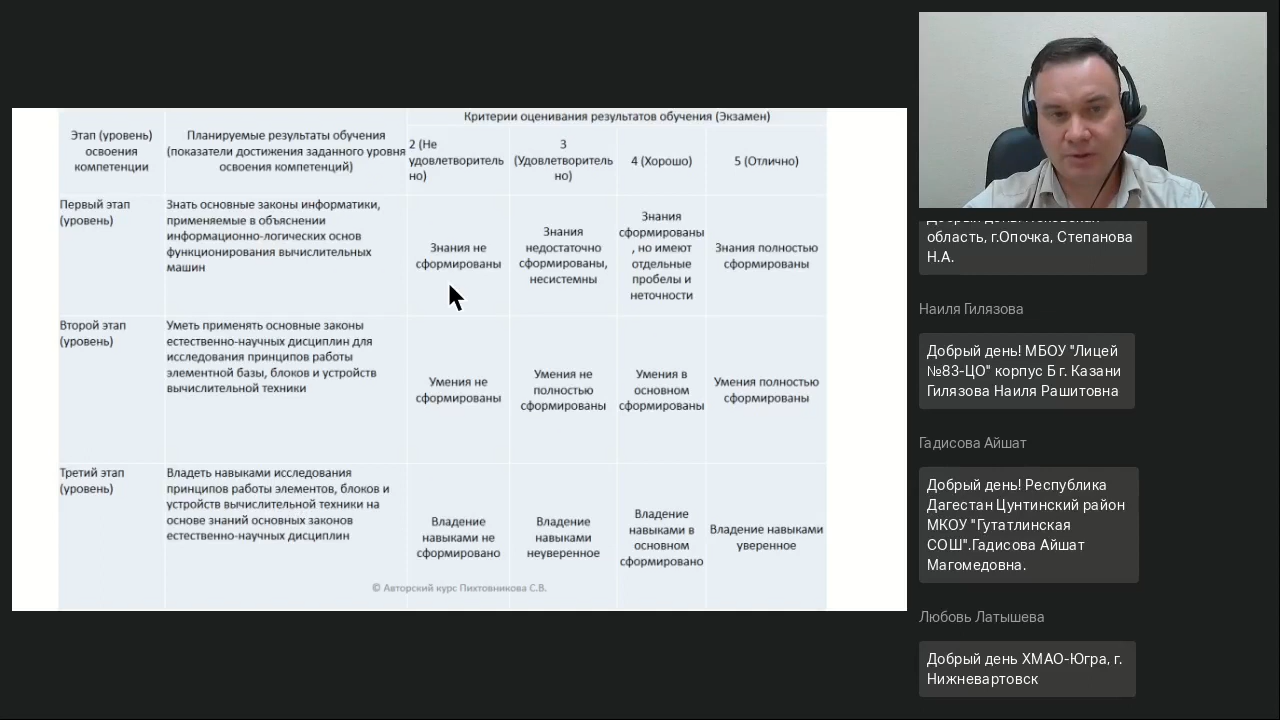 Критерии оценивания результатов обучения (Экзамен)
Этап (уровень)
освоения
компетенции
Планируемые результаты обучения
(показатели достижения заданного уровня
освоения компетенций)
2 (Не
удовлетворитель
но)
3
(Удовлетворитель
но)
4 (Хорошо)
5 (Отлично)
Первый этап
(уровень)
Знать основные законы информатики,
применяемые в объяснении
информационно-логических основ
функционирования вычислительных
машин
Знания не
сформированы
Знания
недостаточно
сформированы,
несистемны
Знания
сформированы
, но имеют
отдельные
пробелы и
неточности
Знания полностью
сформированы
Второй этап
(уровень)
Уметь применять основные законы
естественно-научных дисциплин для
исследования принципов работы
элементной базы, блоков и устройств
вычислительной техники
Умения не
сформированы
Умения не
полностью
сформированы
Умения в
основном
сформированы
Умения полностью
сформированы
Третий этап
(уровень)
Владеть навыками исследования
принципов работы элементов, блоков и
устройств вычислительной техники на
основе знаний основных законов
естественно-научных дисциплин
Владение
навыками не
сформировано
Владение
навыками
неуверенное
Владение
навыками в
основном
сформировано
Владение навыками
уверенное
© Авторский курс Пихтовникова С.В.
область, г.Опочка, Степанова
Н.А.
Наиля Гилязова
Добрый день! МБОУ "Лицей
№83-ЦО" корпус Б г. Казани
Гилязова Наиля Рашитовна
Гадисова Айшат
Добрый день! Республика
Дагестан Цунтинский район
МКОУ "Гутатлинская
СОШ".Гадисова Айшат
Магомедовна.
Любовь Латышева
Добрый день ХМАО-Югра, г.
Нижневартовск